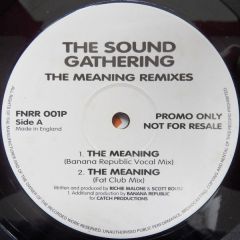 THE SOUND
GATHERING
THE MEANING REMIXES
FNRR 001P
Side A
Made in England
PROMO ONLY
NOT FOR RESALE
1. THE MEANING
(Banana Republic Vocal Mix)
2. THE MEANING
(Fat Club Mix)
Written and produced by RICHIE MALONE & SCOTT
1. Additional production by BANANA REPUBLIC
for CATCH PRODUCTIONS